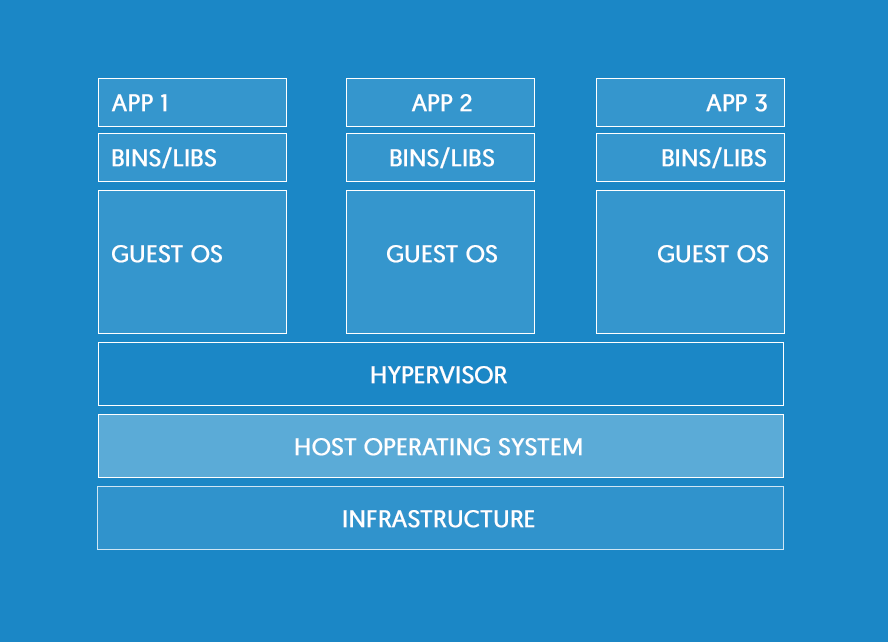 APP 1
APP 2
APP 3
BINS/LIBS
BINS/LIBS
BINS/LIBS
GUEST OS
GUEST OS
GUEST OS
HYPERVISOR
HOST OPERATING SYSTEM
INFRASTRUCTURE